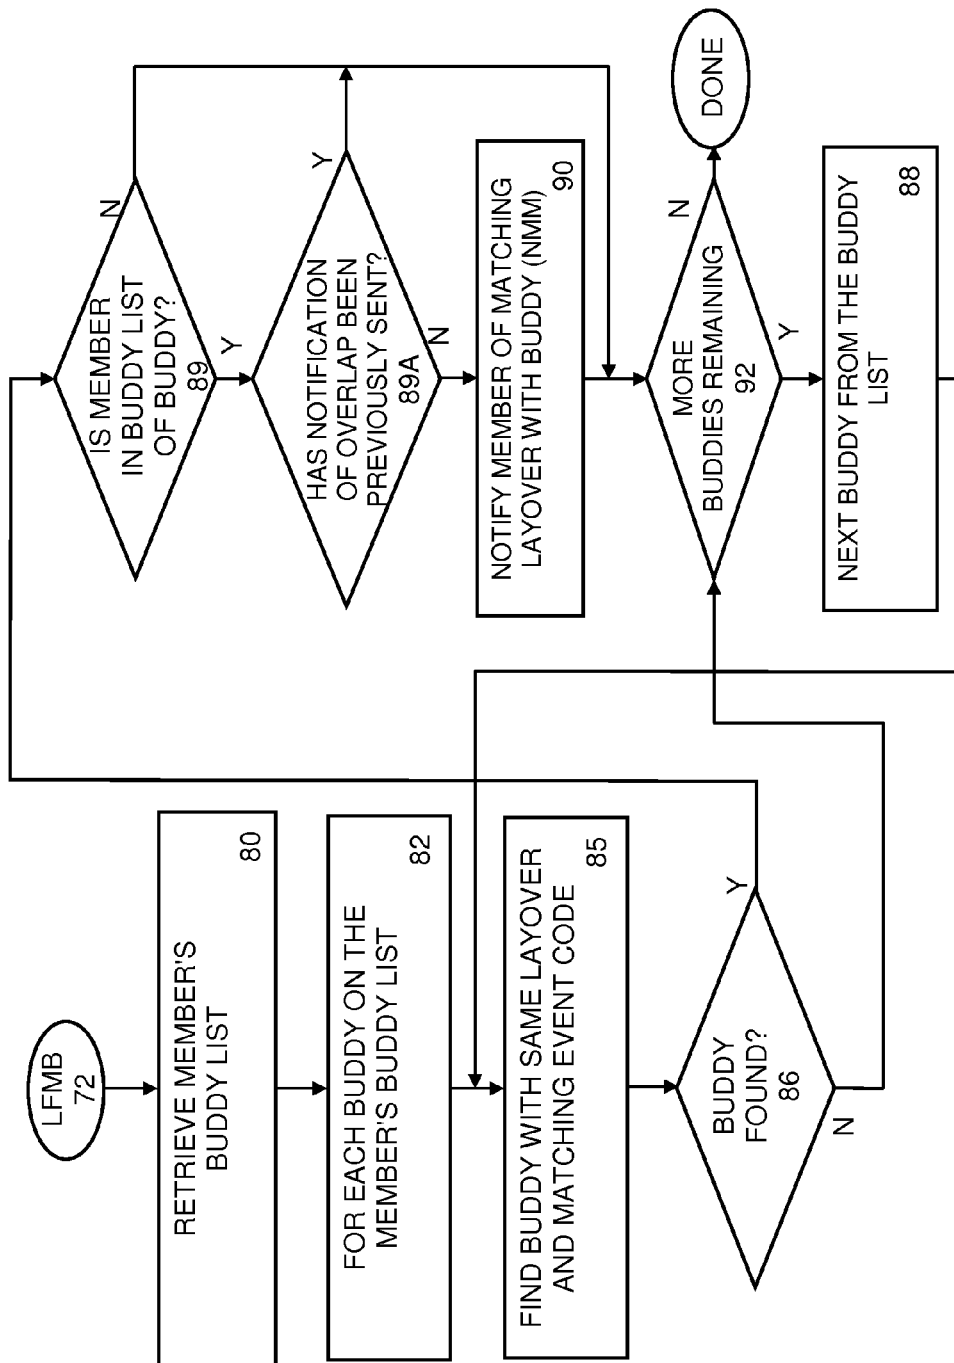 LFMB
72
RETRIEVE MEMBER'S
BUDDY LIST
80
FOR EACH BUDDY ON THE
MEMBER'S BUDDY LIST
82
FIND BUDDY WITH SAME LAYOVER
AND MATCHING EVENT CODE
85
BUDDY
FOUND?
86
Y
N
IS MEMBER
IN BUDDY LIST
OF BUDDY?
89
N
Y
HAS NOTIFICATION
OF OVERLAP BEEN
PREVIOUSLY SENT?
89A
Y
N
NOTIFY MEMBER OF MATCHING
LAYOVER WITH BUDDY (NMM)
90
MORE
BUDDIES REMAINING
92
N
Y
DONE
NEXT BUDDY FROM THE BUDDY
LIST
88